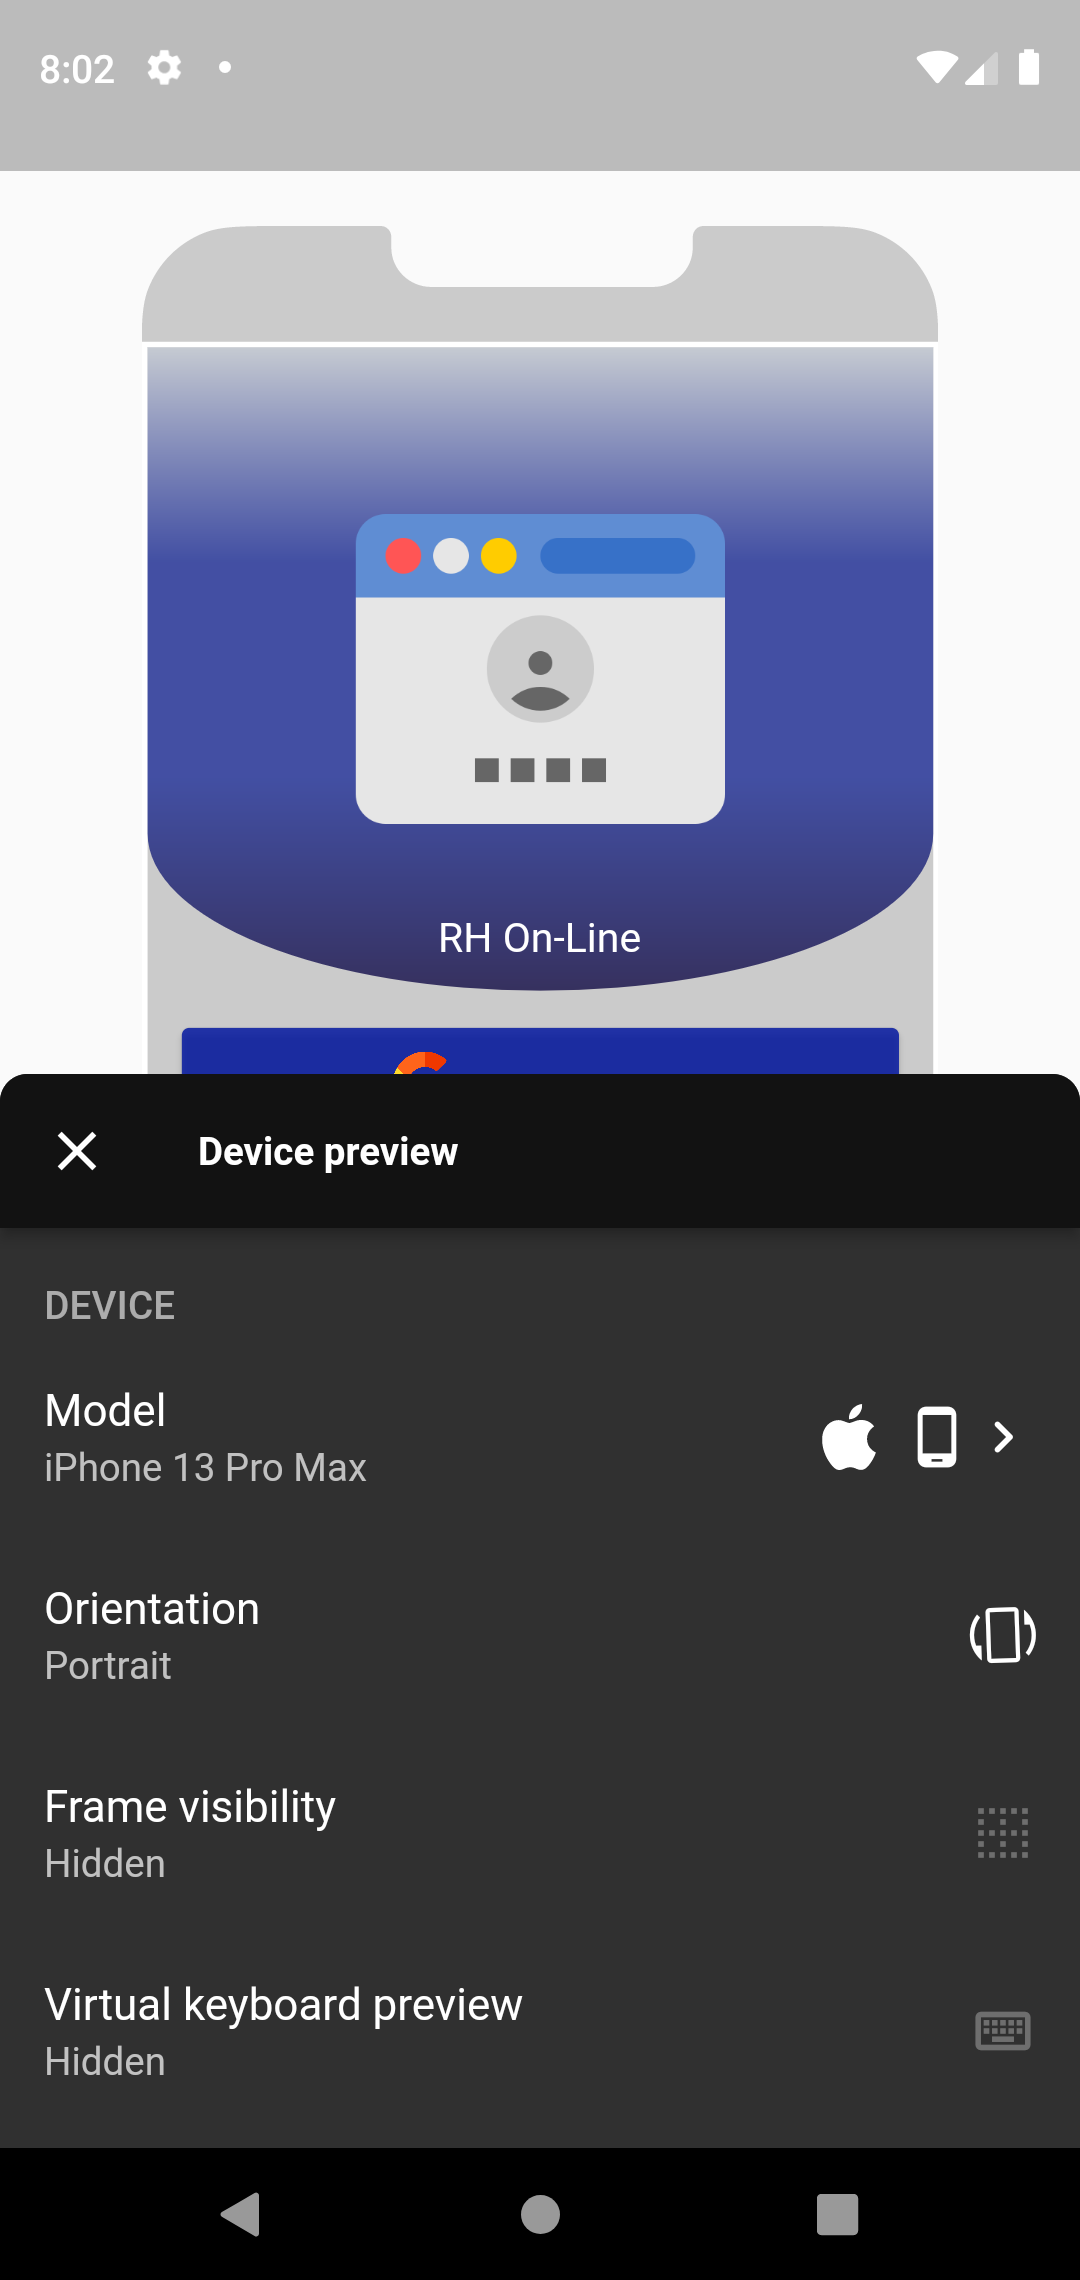 8:02
RH On-Line
Device preview
DEVICE
Model
iPhone 13 Pro Max
Orientation
Portrait
Frame visibility
Hidden
Virtual keyboard preview
Hidden